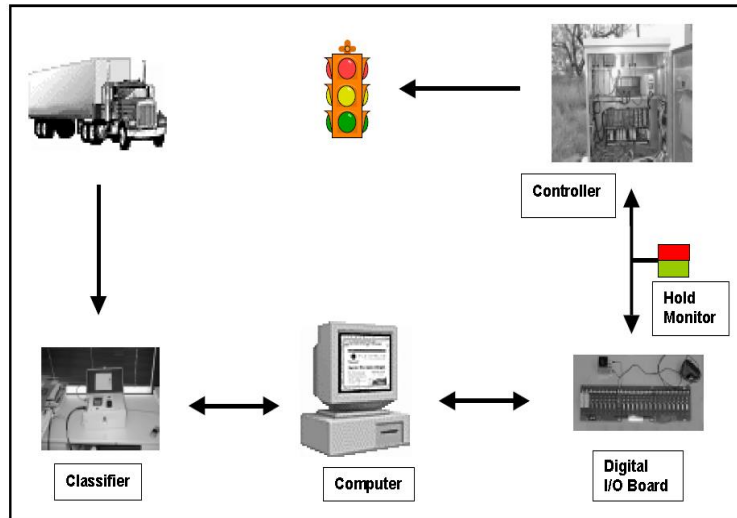 Controller
Hold
Monitor
Classifier
Computer
Digital
I/O Board